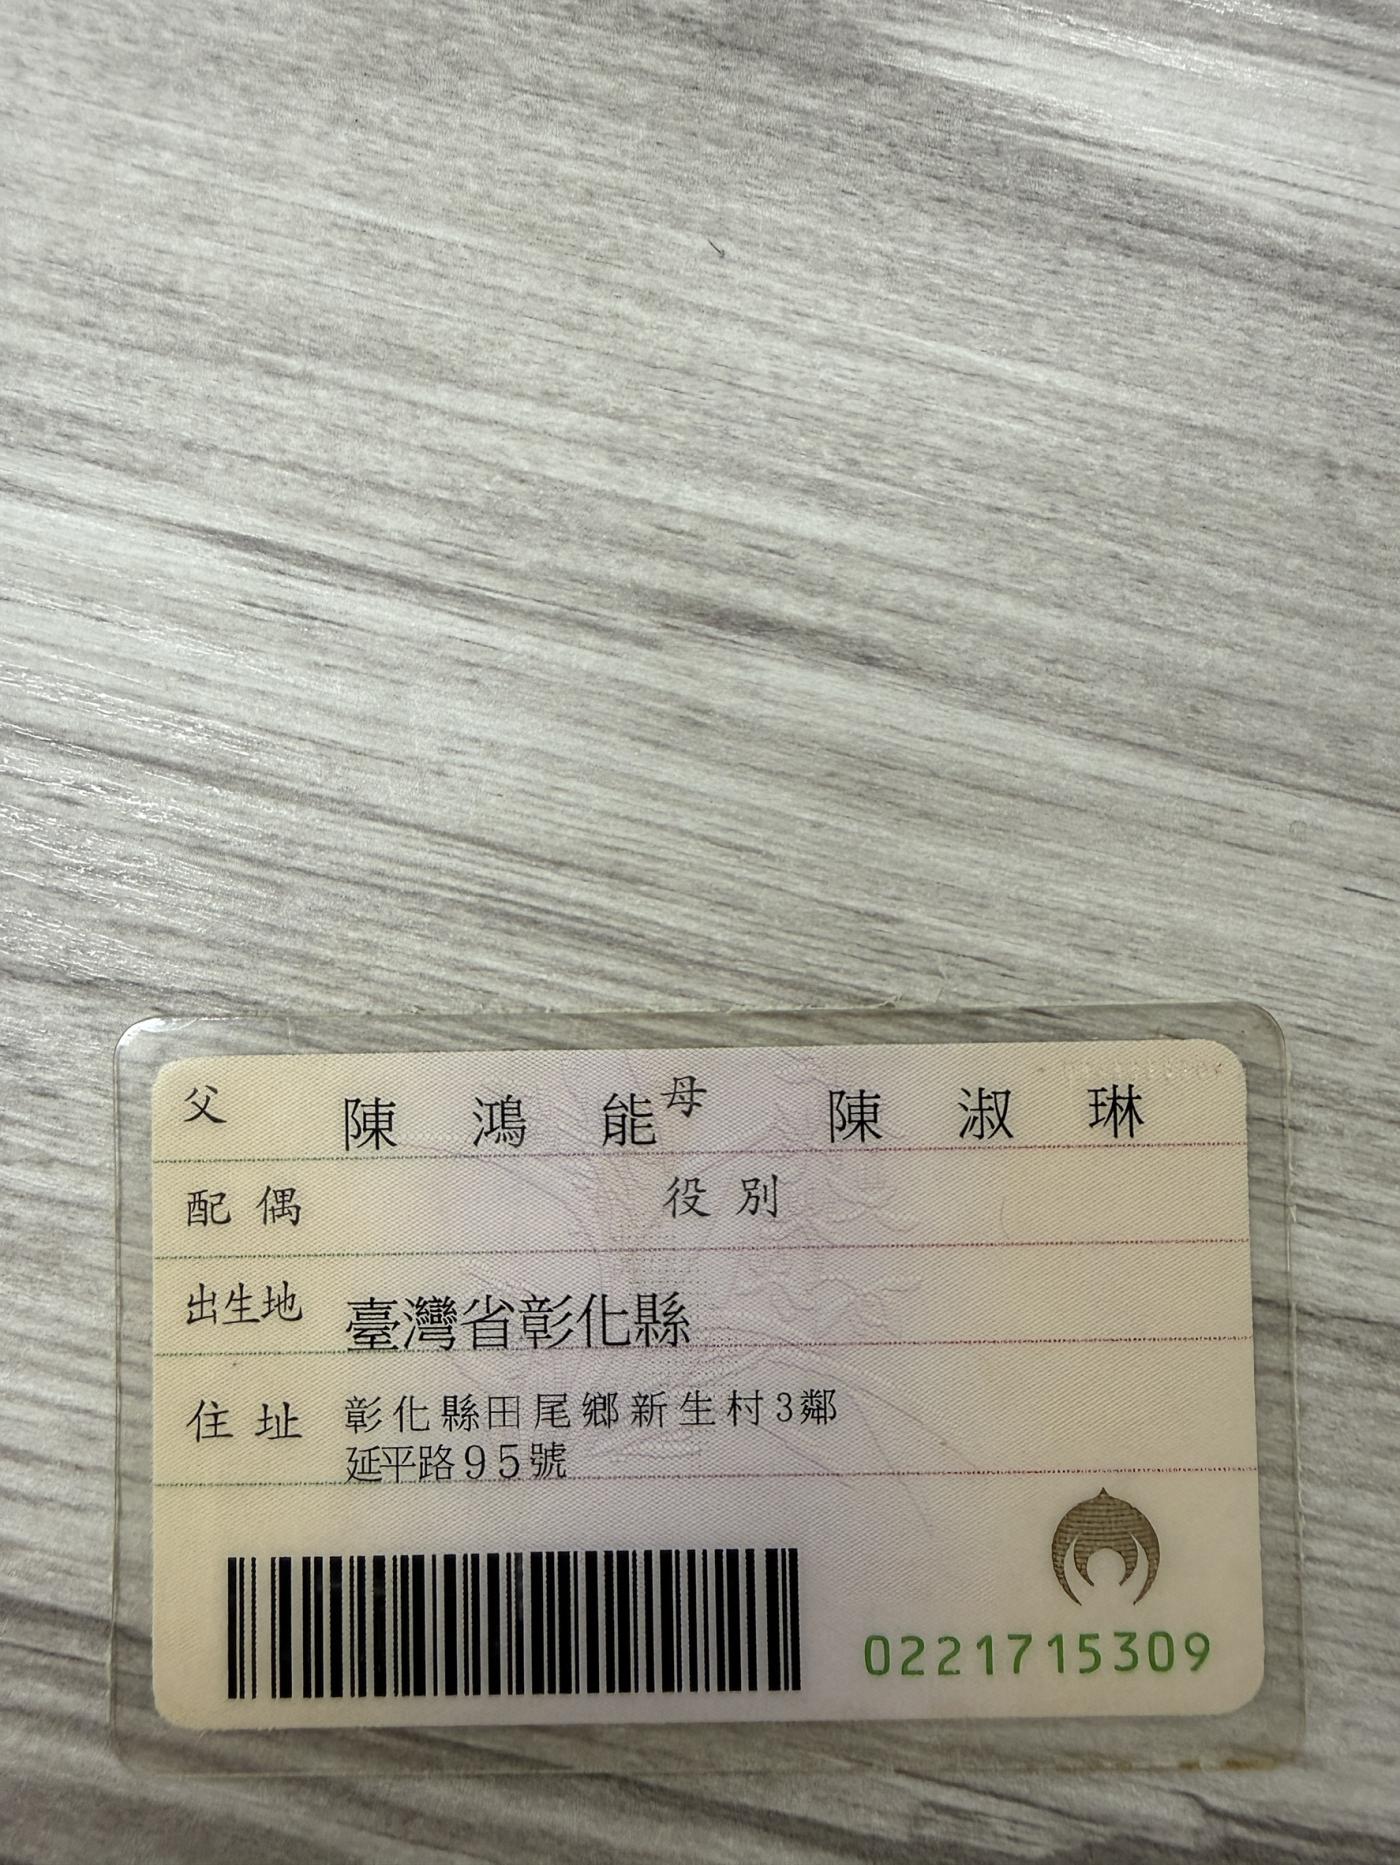 父 陳鴻能 母 陳淑琳
配偶 役別
出生地 臺灣省彰化縣
住址 彰化縣田尾鄉新生村3鄰
延平路95號
0221715309